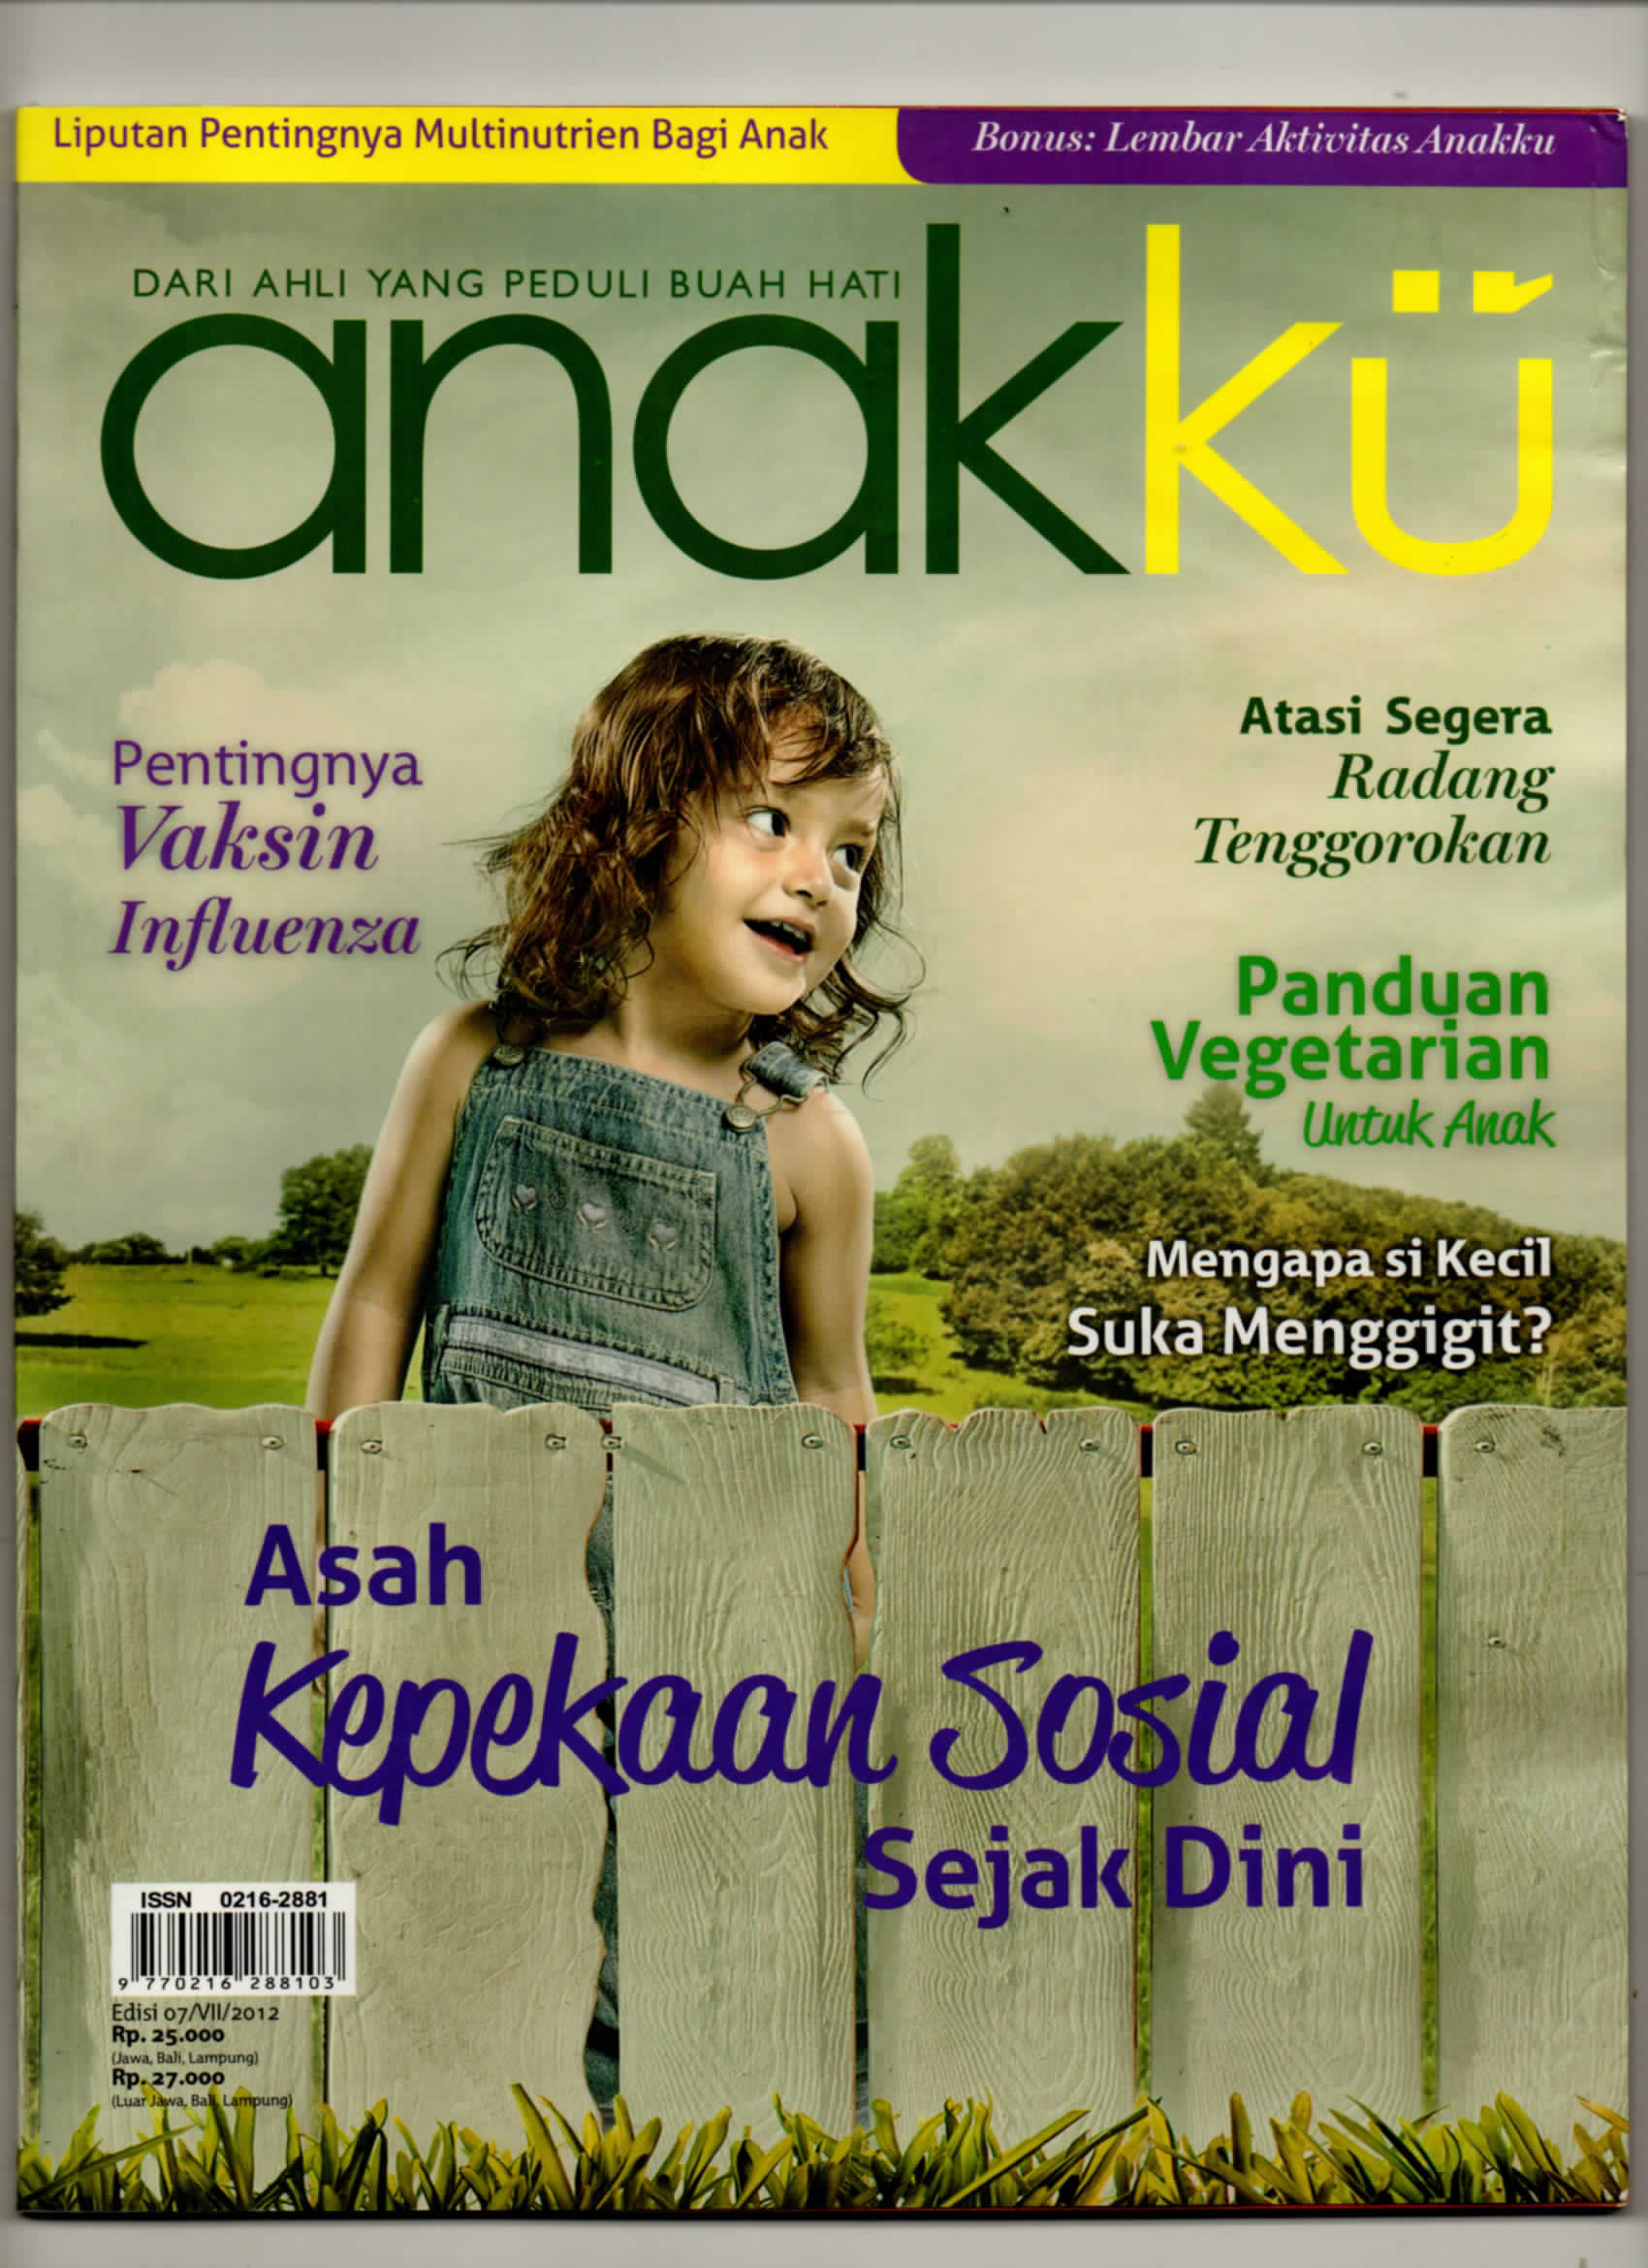 Liputan Pentingnya Multinutrien Bagi Anak
Bonus: Lembar Aktivitas Anakku
DARI AHLI YANG PEDULI BUAH HATI
anakku
Pentingnya
Vaksin
Influenza
Atasi Segera
Radang
Tenggorokan
Panduan
Vegetarian
Untuk Anak
Mengapa si Kecil
Suka Menggigit?
Asah
Kepekaan Sosial
Sejak Dini
ISSN 0216-2881
9 770216 288103
Edisi 07/VII/2012
Rp. 25.000
(Jawa, Bali, Lampung)
Rp. 27.000
(Luar Jawa, Bali, Lampung)